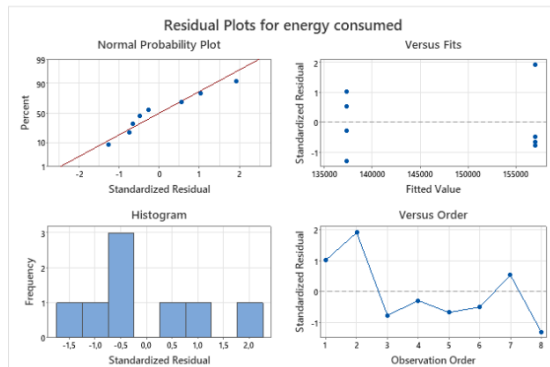 Residual Plots for energy consumed
Normal Probability Plot
99
90
50
10
1
Percent
-2 -1 0 1 2
Standardized Residual
Versus Fits
2
1
0
-1
Standardized Residual
135000 140000 145000 150000 155000
Fitted Value
Histogram
3
2
1
0
Frequency
-1,5 -1,0 -0,5 0,0 0,5 1,0 1,5 2,0
Standardized Residual
Versus Order
2
1
0
-1
Standardized Residual
1 2 3 4 5 6 7 8
Observation Order